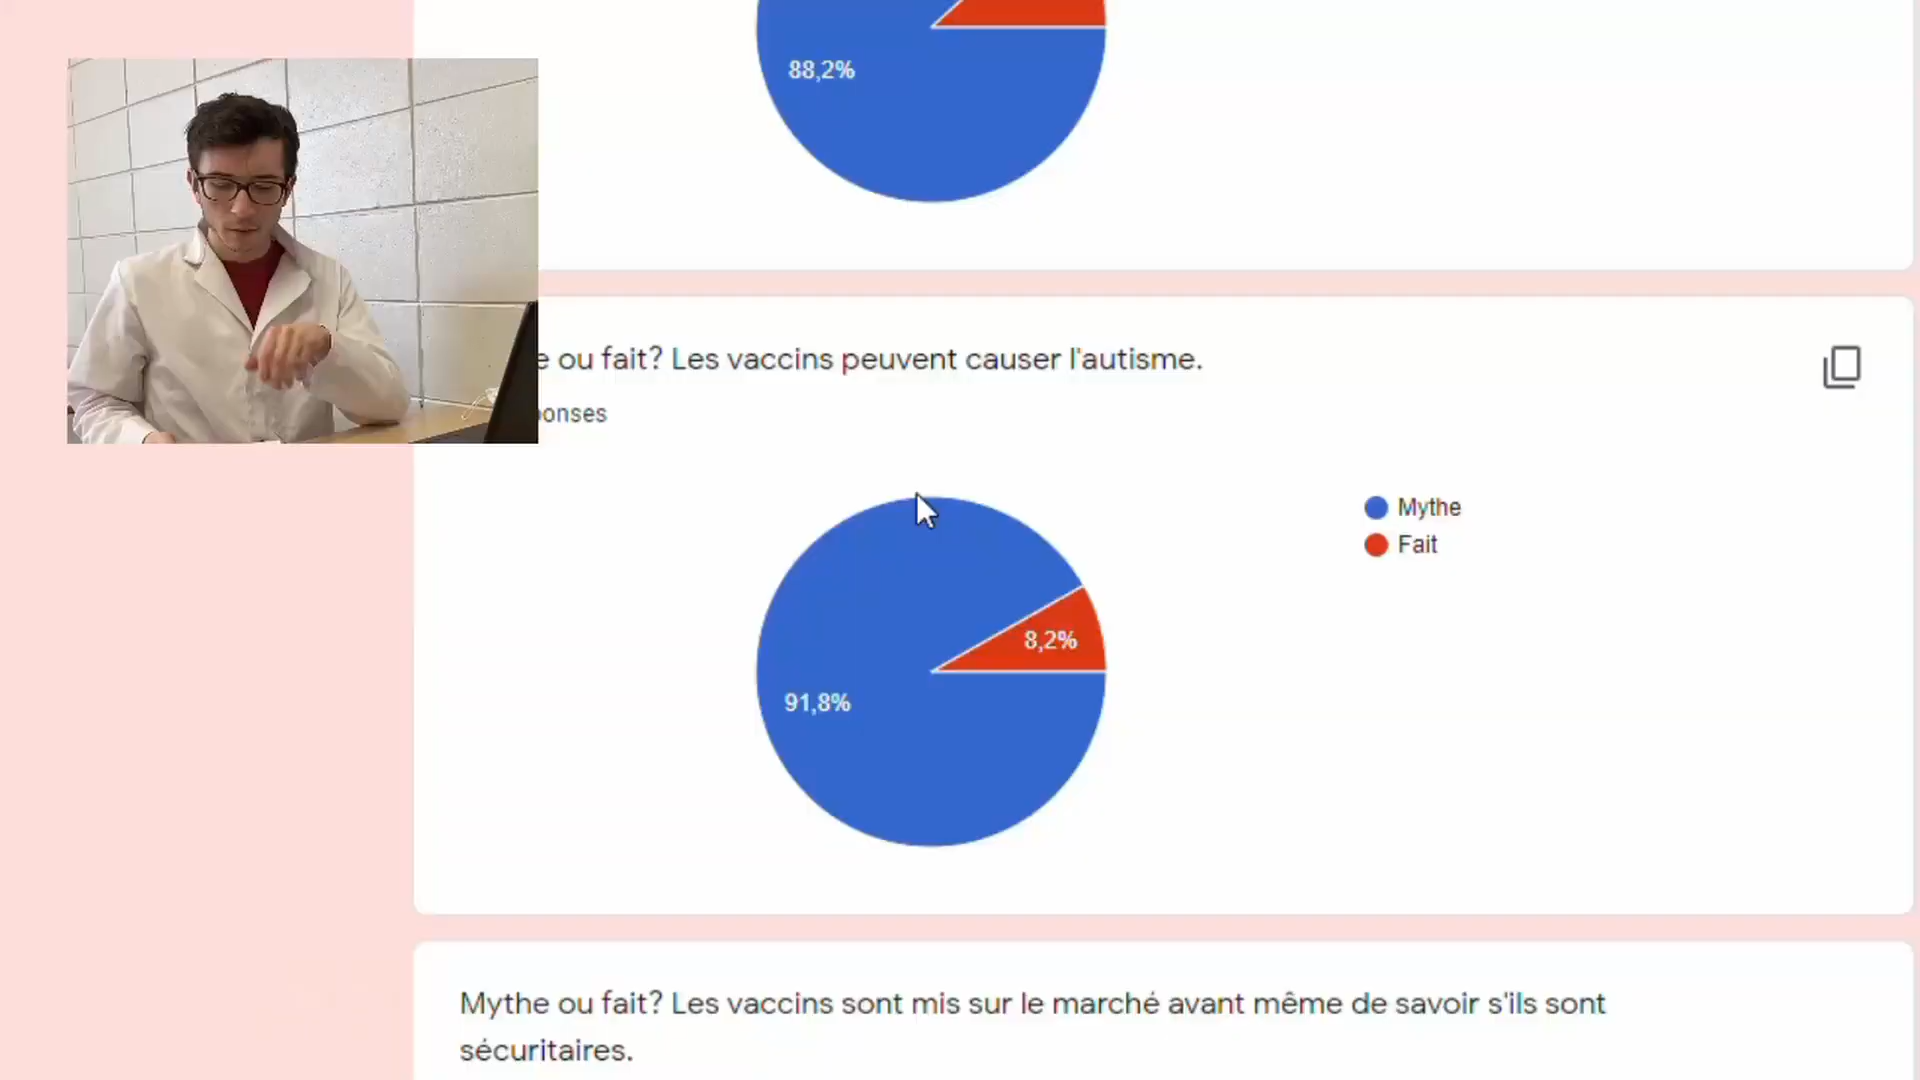 88,2%
e ou fait? Les vaccins peuvent causer l'autisme.
onses
Mythe
Fait
8,2%
91,8%
Mythe ou fait? Les vaccins sont mis sur le marché avant même de savoir s'ils sont
sécuritaires.